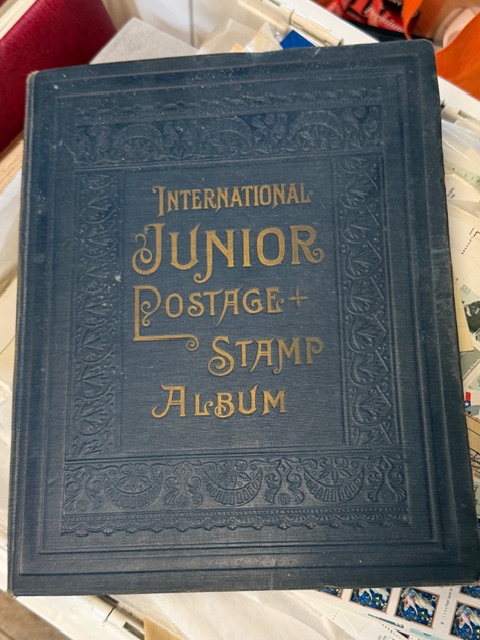 INTERNATIONAL
JUNIOR
POSTAGE
STAMP
ALBUM